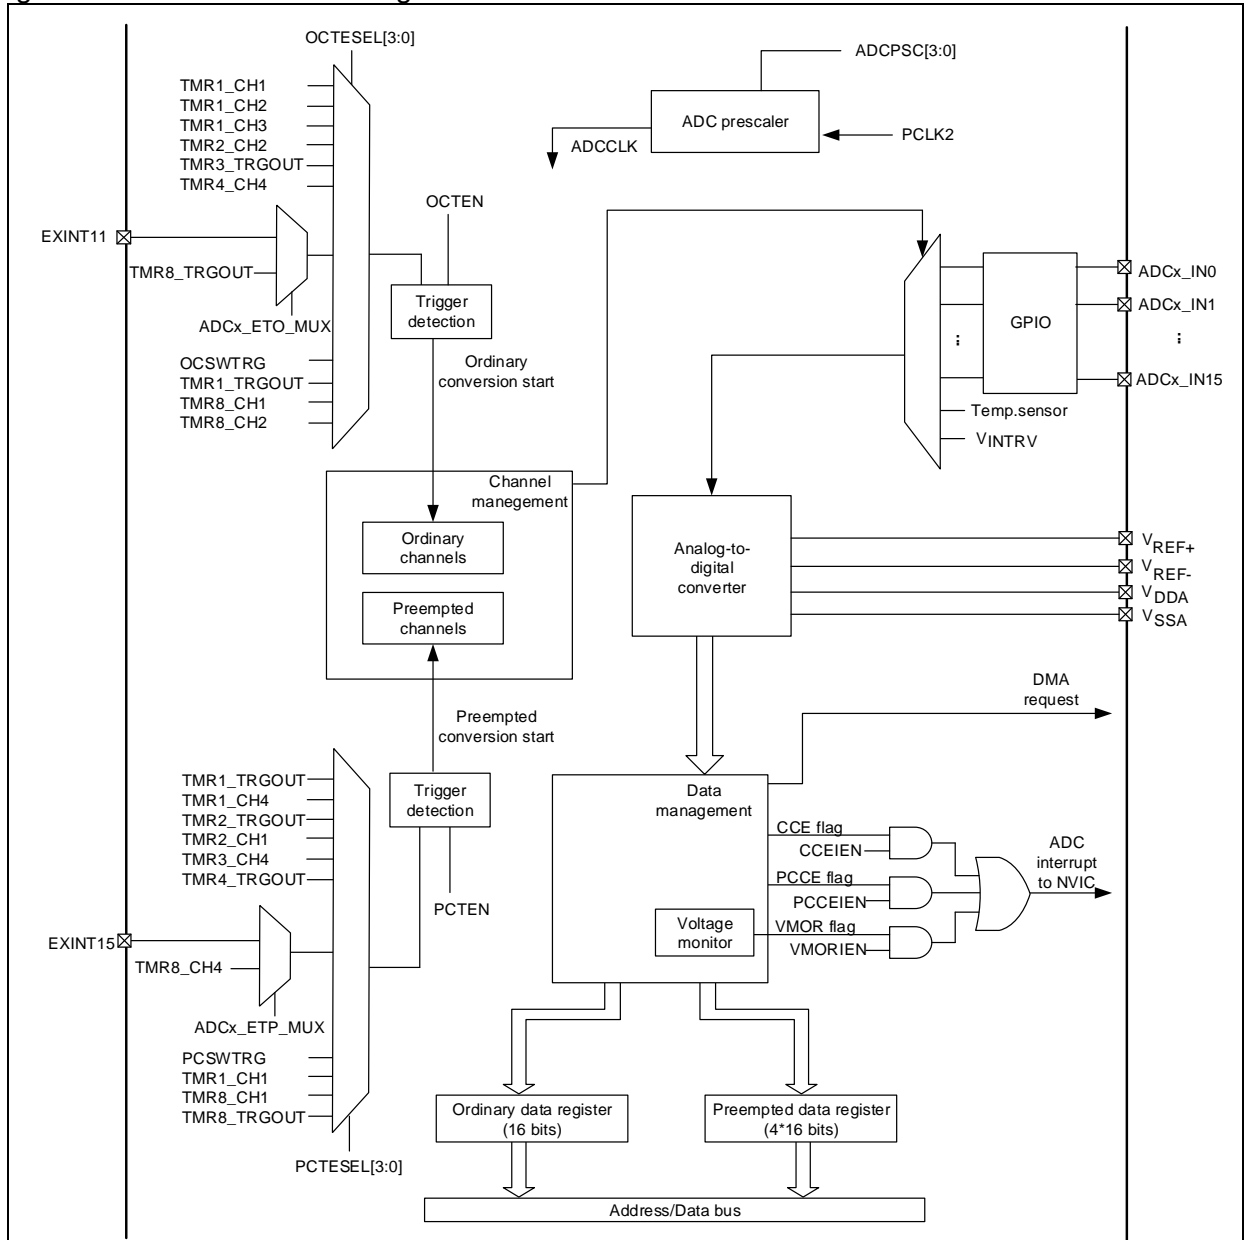 OCTESEL[3:0]
TMR1_CH1
TMR1_CH2
TMR1_CH3
TMR2_CH2
TMR3_TRGOUT
TMR4_CH4
EXINT11
TMR8_TRGOUT
ADCx_ETO_MUX
OCSWTRG
TMR1_TRGOUT
TMR8_CH1
TMR8_CH2
OCTEN
Trigger
detection
Ordinary
conversion start
ADCPSC[3:0]
ADC prescaler
ADCCLK
PCLK2
GPIO
ADCx_IN0
ADCx_IN1
...
...
ADCx_IN15
Temp.sensor
VINTRV
Channel
manegement
Ordinary
channels
Preempted
channels
Analog-to-
digital
converter
VREF+
VREF-
VDDA
VSSA
DMA
request
Preempted
conversion start
Trigger
detection
PCTEN
TMR1_TRGOUT
TMR1_CH4
TMR2_TRGOUT
TMR2_CH1
TMR3_CH4
TMR4_TRGOUT
EXINT15
TMR8_CH4
ADCx_ETP_MUX
PCSWTRG
TMR1_CH1
TMR8_CH1
TMR8_TRGOUT
PCTESEL[3:0]
Data
management
Voltage
monitor
CCE flag
CCEIEN
PCCE flag
PCCEIEN
VMOR flag
VMORIEN
ADC
interrupt
to NVIC
Ordinary data register
(16 bits)
Preempted data register
(4*16 bits)
Address/Data bus